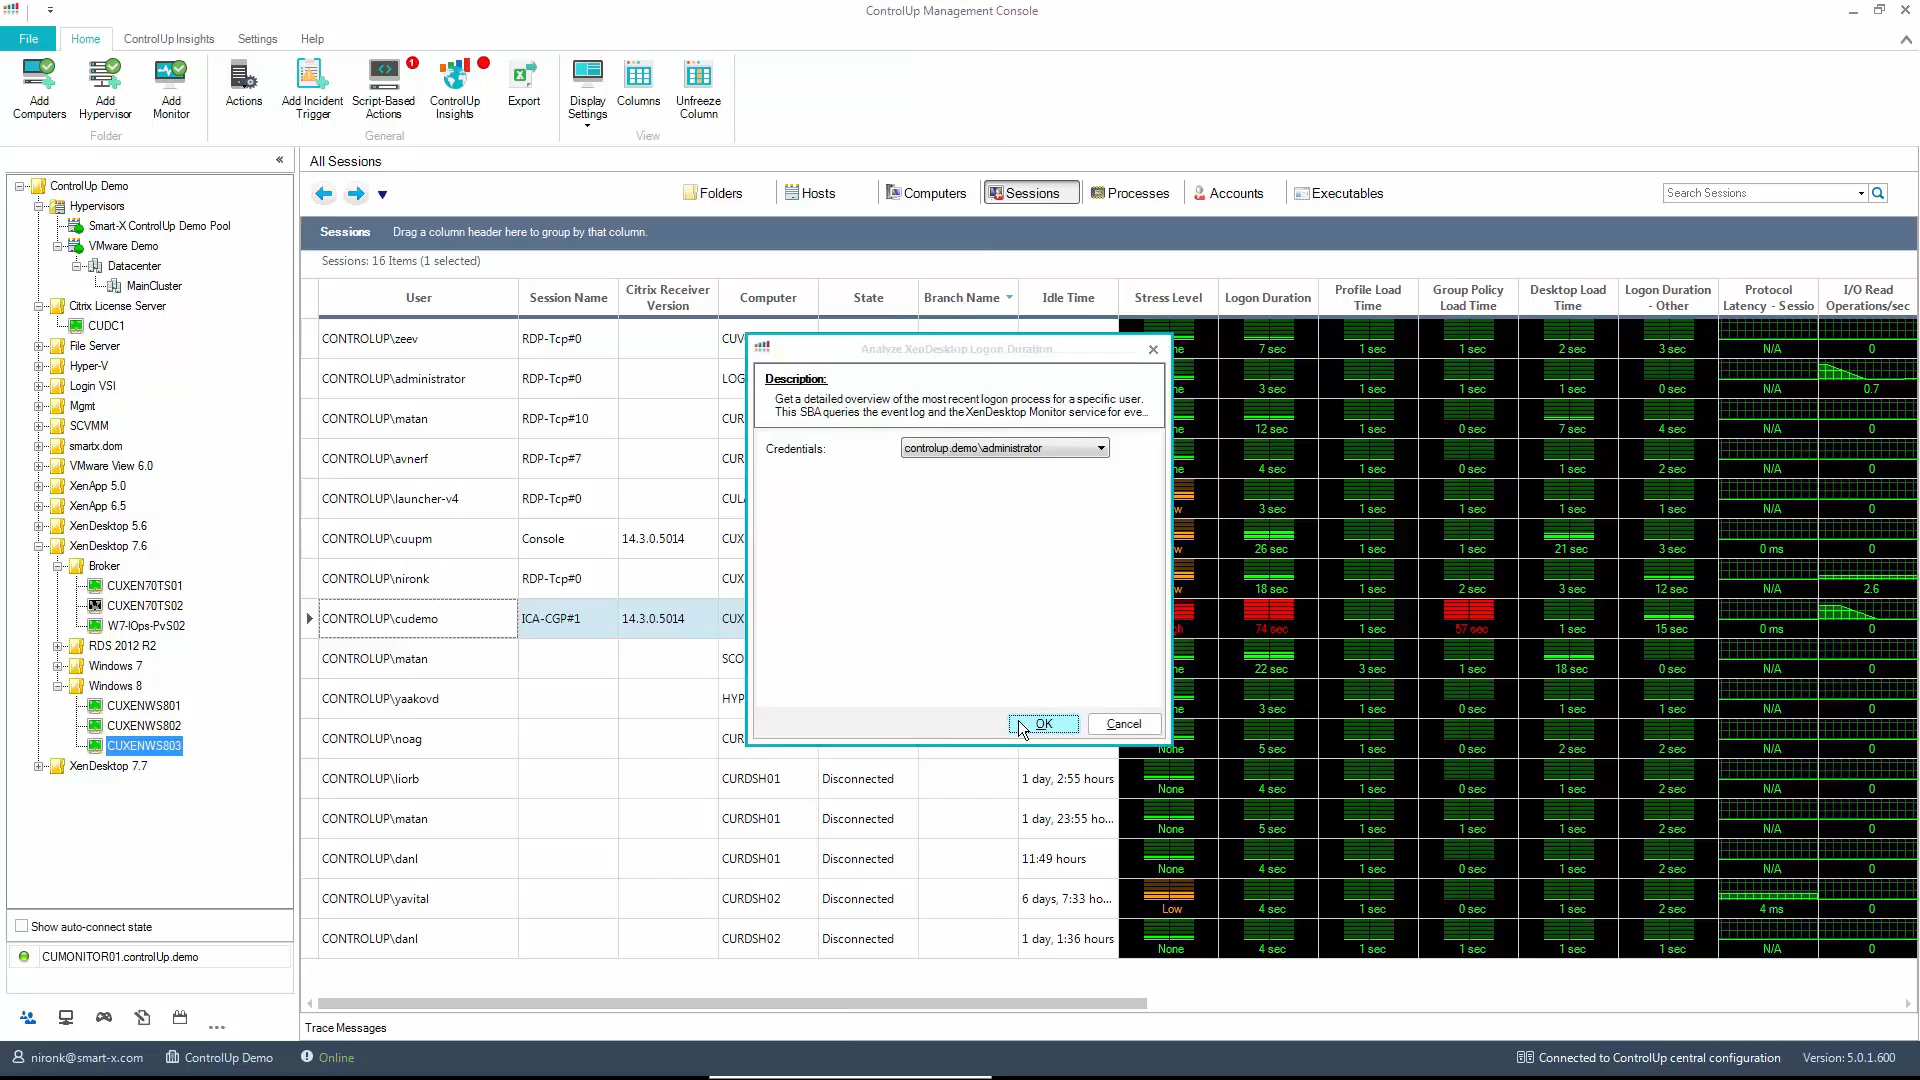 ControlUp Management Console
File
Home
ControlUp Insights
Settings
Help
Add Computers
Add Hypervisor
Add Monitor
Actions
Add Incident Trigger
Script-Based Actions
1
ControlUp Insights
Export
Display Settings
Columns
Unfreeze Column
Folder
General
View
All Sessions
Folders
Hosts
Computers
Sessions
Processes
Accounts
Executables
Search Sessions
Sessions Drag a column header here to group by that column.
Sessions: 16 Items (1 selected)
ControlUp Demo
Hypervisors
Smart-X ControlUp Demo Pool
VMware Demo
Datacenter
MainCluster
Citrix License Server
CUDC1
File Server
Hyper-V
Login VSI
Mgmt
SCVMM
smartx.dom
VMware View 6.0
XenApp 5.0
XenApp 6.5
XenDesktop 5.6
XenDesktop 7.6
Broker
CUXEN70TS01
CUXEN70TS02
W7-IOps-PvS02
RDS 2012 R2
Windows 7
Windows 8
CUXENWS801
CUXENWS802
CUXENWS803
XenDesktop 7.7
Show auto-connect state
CUMONITOR01.controlUp.demo
User Session Name Citrix Receiver Version Computer State Branch Name Idle Time Stress Level Logon Duration Profile Load Time Group Policy Load Time Desktop Load Time Logon Duration - Other Protocol Latency - Sessio I/O Read Operations/sec
CONTROLUP\zeev RDP-Tcp#0 CUV ne 7 sec 1 sec 1 sec 2 sec 3 sec N/A 0
CONTROLUP\administrator RDP-Tcp#0 LOG ne 3 sec 1 sec 1 sec 1 sec 0 sec N/A 0.7
CONTROLUP\matan RDP-Tcp#10 CUR ne 12 sec 1 sec 0 sec 7 sec 4 sec N/A 0
CONTROLUP\avnerf RDP-Tcp#7 CUR ne 4 sec 1 sec 0 sec 1 sec 2 sec N/A 0
CONTROLUP\launcher-v4 RDP-Tcp#0 CULA w 3 sec 1 sec 0 sec 1 sec 1 sec N/A 0
CONTROLUP\cuupm Console 14.3.0.5014 CUX w 26 sec 1 sec 1 sec 21 sec 3 sec 0 ms 0
CONTROLUP\nironk RDP-Tcp#0 CUX w 18 sec 1 sec 2 sec 3 sec 12 sec N/A 2.6
CONTROLUP\cudemo ICA-CGP#1 14.3.0.5014 CUX gh 74 sec 1 sec 57 sec 1 sec 15 sec 0 ms 0
CONTROLUP\matan SCO ne 22 sec 3 sec 1 sec 18 sec 0 sec N/A 0
CONTROLUP\yaakovd HYP ne 3 sec 1 sec 0 sec 1 sec 1 sec N/A 0
CONTROLUP\noag CUR None 5 sec 1 sec 0 sec 2 sec 2 sec N/A 0
CONTROLUP\liorb CURDSH01 Disconnected 1 day, 2:55 hours None 4 sec 1 sec 0 sec 1 sec 2 sec N/A 0
CONTROLUP\matan CURDSH01 Disconnected 1 day, 23:55 ho... None 5 sec 1 sec 1 sec 1 sec 2 sec N/A 0
CONTROLUP\danl CURDSH01 Disconnected 11:49 hours None 4 sec 1 sec 0 sec 1 sec 2 sec N/A 0
CONTROLUP\yavital CURDSH02 Disconnected 6 days, 7:33 ho... Low 4 sec 1 sec 0 sec 1 sec 2 sec 4 ms 0
CONTROLUP\danl CURDSH02 Disconnected 1 day, 1:36 hours None 4 sec 1 sec 1 sec 1 sec 1 sec N/A 0
Analyze XenDesktop Logon Duration
Description:
Get a detailed overview of the most recent logon process for a specific user.
This SBA queries the event log and the XenDesktop Monitor service for eve...
Credentials: controlup.demo\administrator
OK Cancel
Trace Messages
nironk@smart-x.com ControlUp Demo Online Connected to ControlUp central configuration Version: 5.0.1.600